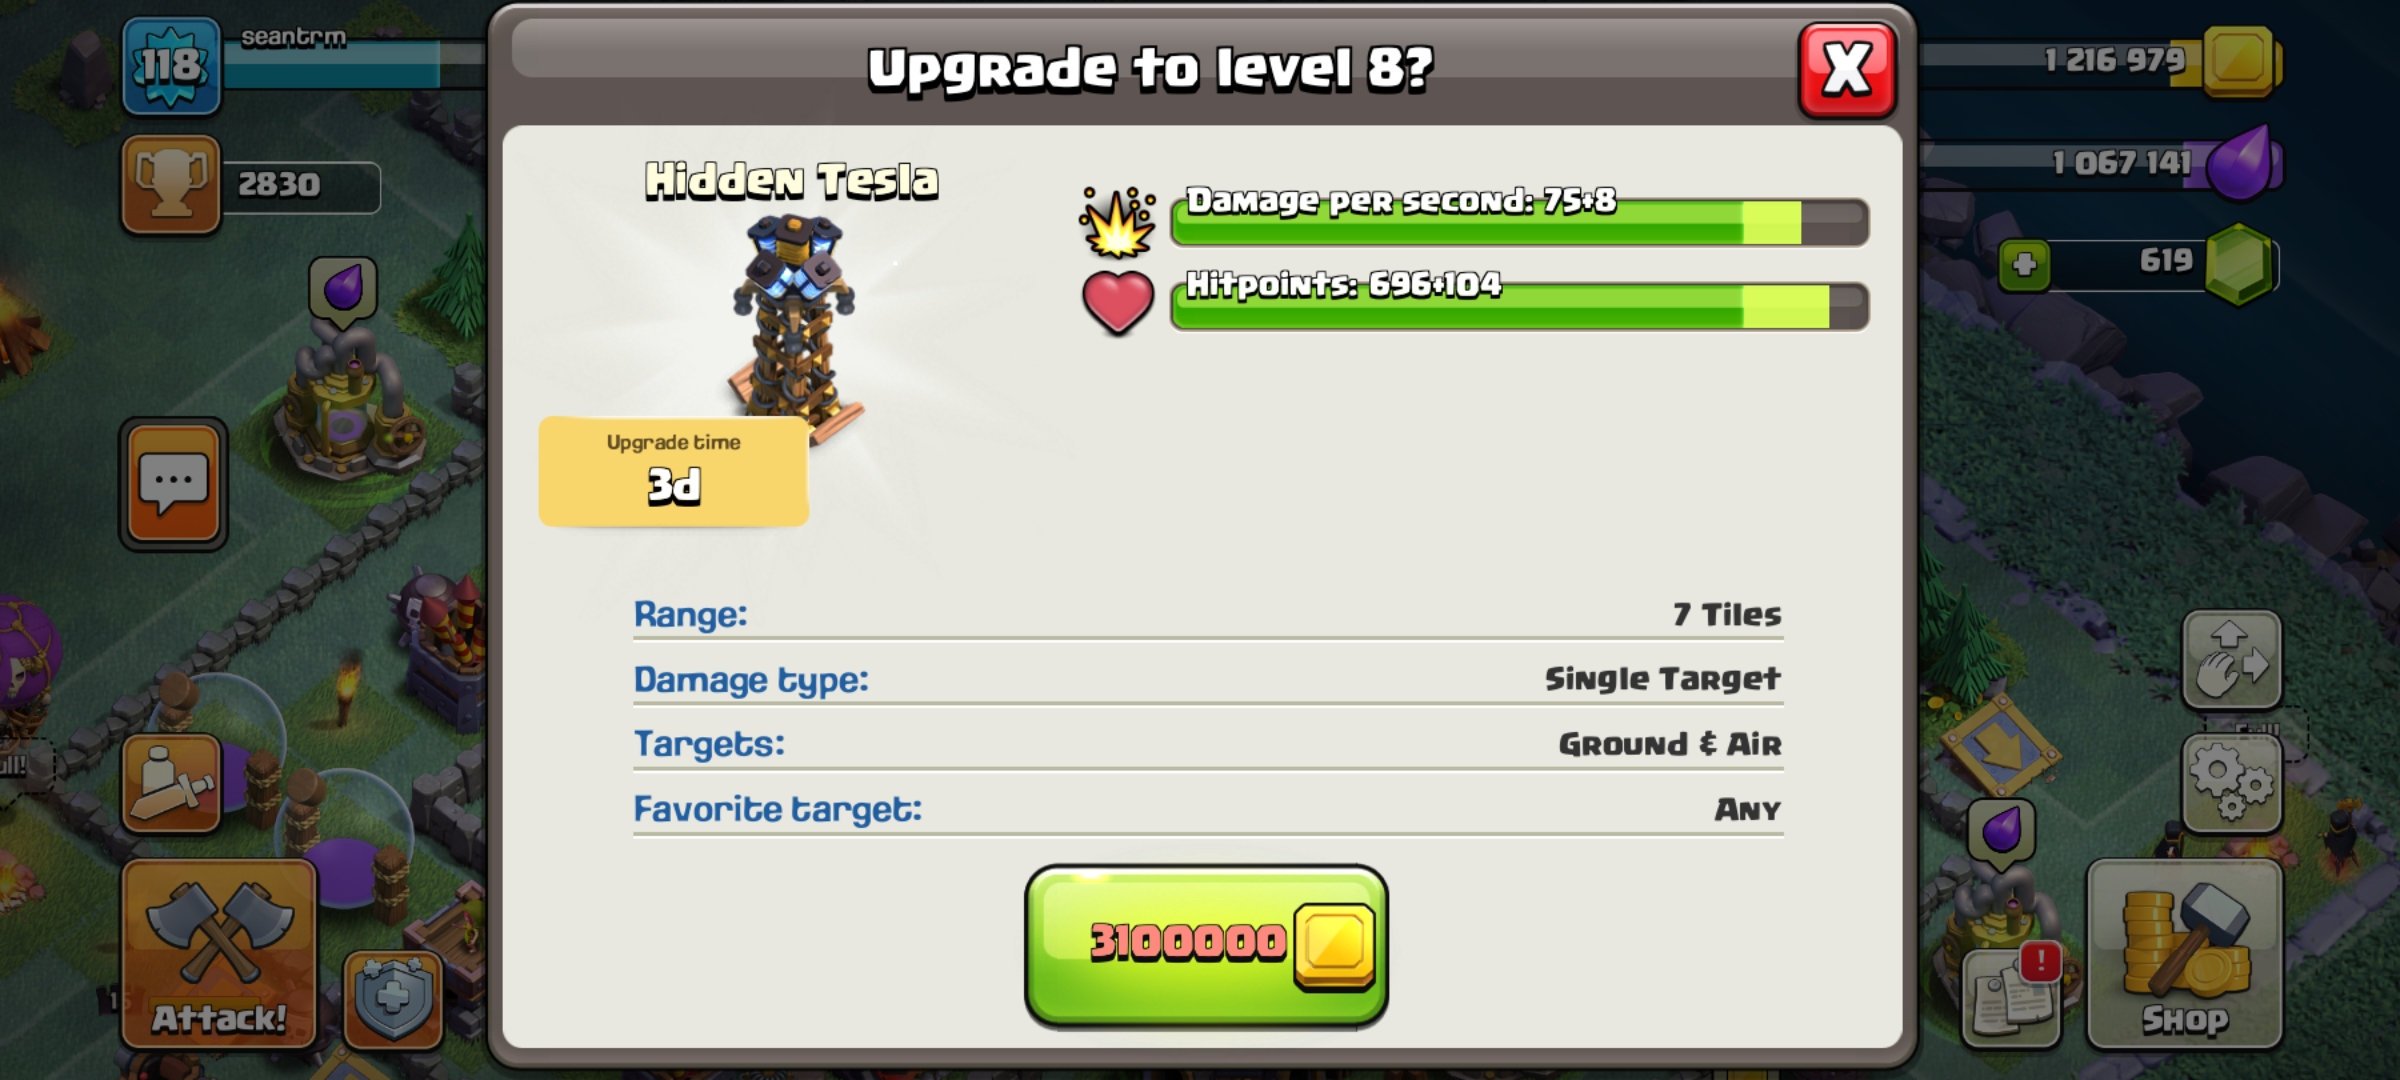 118
seantrm
2830
Upgrade to level 8?
X
1 216 979
1 067 141
619
Hidden Tesla
Damage per second: 75+8
Hitpoints: 696+104
Upgrade time
3d
Range: 7 Tiles
Damage type: Single Target
Targets: Ground & Air
Favorite target: Any
3100000
Attack!
!
Shop